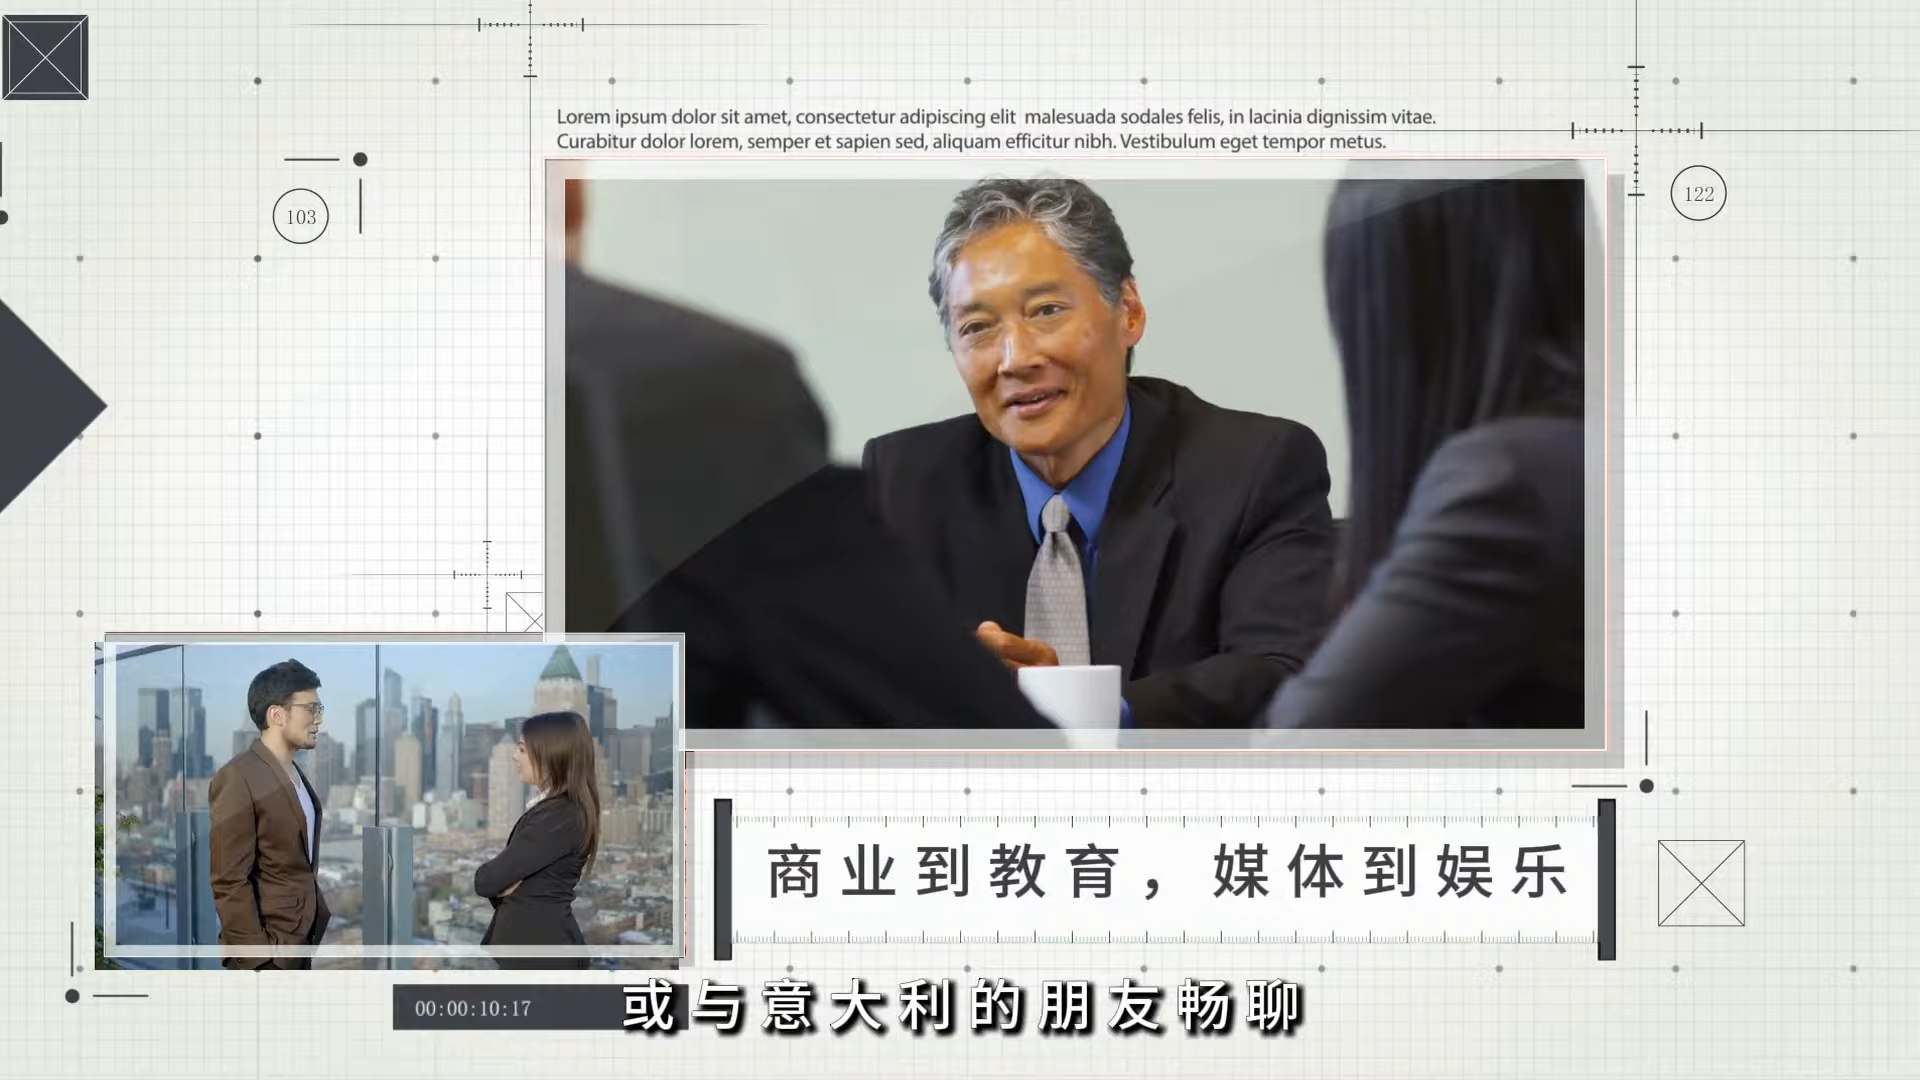 Lorem ipsum dolor sit amet, consectetur adipiscing elit malesuada sodales felis, in lacinia dignissim vitae.
Curabitur dolor lorem, semper et sapien sed, aliquam efficitur nibh. Vestibulum eget tempor metus.
103
122
商业到教育，媒体到娱乐
00:00:10:17
或与意大利的朋友畅聊